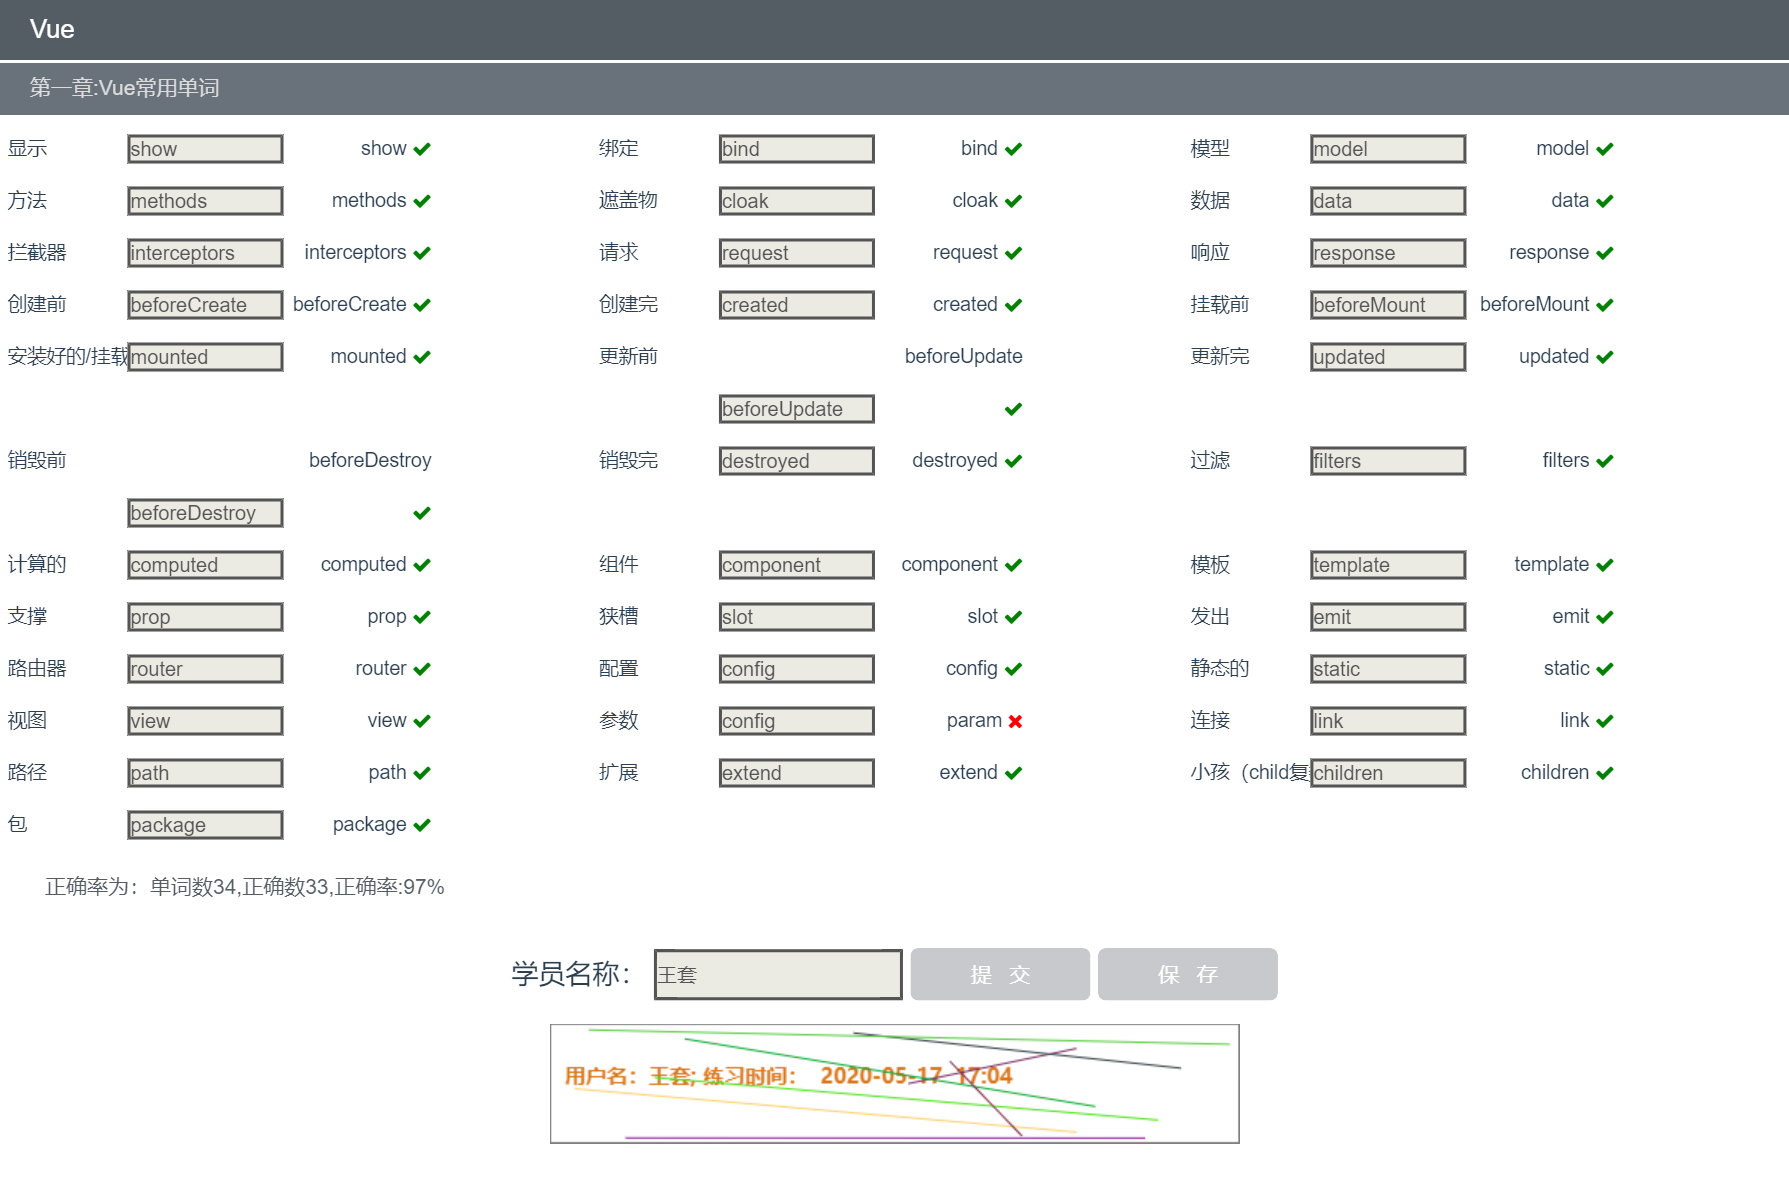 Vue
第一章:Vue常用单词
显示 show show 绑定 bind bind 模型 model model
方法 methods methods 遮盖物 cloak cloak 数据 data data
拦截器 interceptors interceptors 请求 request request 响应 response response
创建前 beforeCreate beforeCreate 创建完 created created 挂载前 beforeMount beforeMount
安装好的/挂载 mounted mounted 更新前 beforeUpdate 更新完 updated updated
beforeUpdate
销毁前 beforeDestroy 销毁完 destroyed destroyed 过滤 filters filters
beforeDestroy
计算的 computed computed 组件 component component 模板 template template
支撑 prop prop 狭槽 slot slot 发出 emit emit
路由器 router router 配置 config config 静态的 static static
视图 view view 参数 config param 连接 link link
路径 path path 扩展 extend extend 小孩（child复 children children
包 package package
正确率为：单词数34,正确数33,正确率:97%
学员名称： 王套 提 交 保 存
用户名：王套; 练习时间： 2020-05-17 17:04